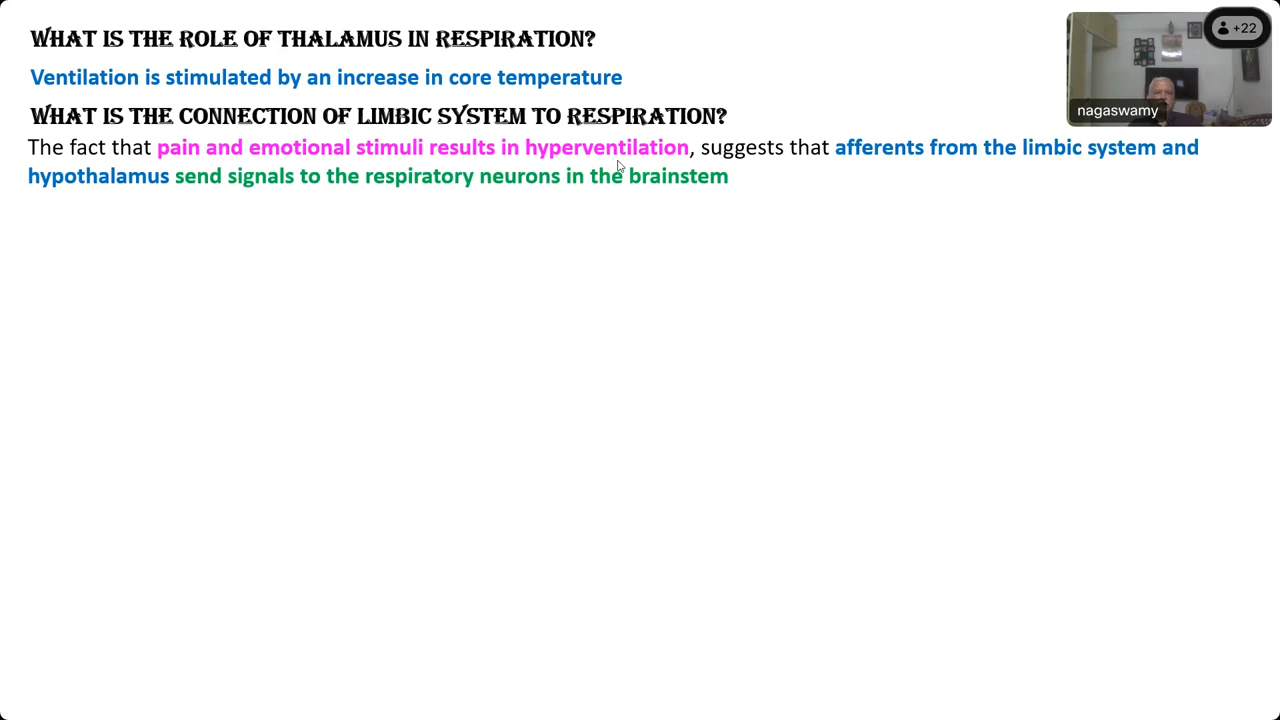 WHAT IS THE ROLE OF THALAMUS IN RESPIRATION?
Ventilation is stimulated by an increase in core temperature
WHAT IS THE CONNECTION OF LIMBIC SYSTEM TO RESPIRATION?
The fact that pain and emotional stimuli results in hyperventilation, suggests that afferents from the limbic system and
hypothalamus send signals to the respiratory neurons in the brainstem
+22
nagaswamy